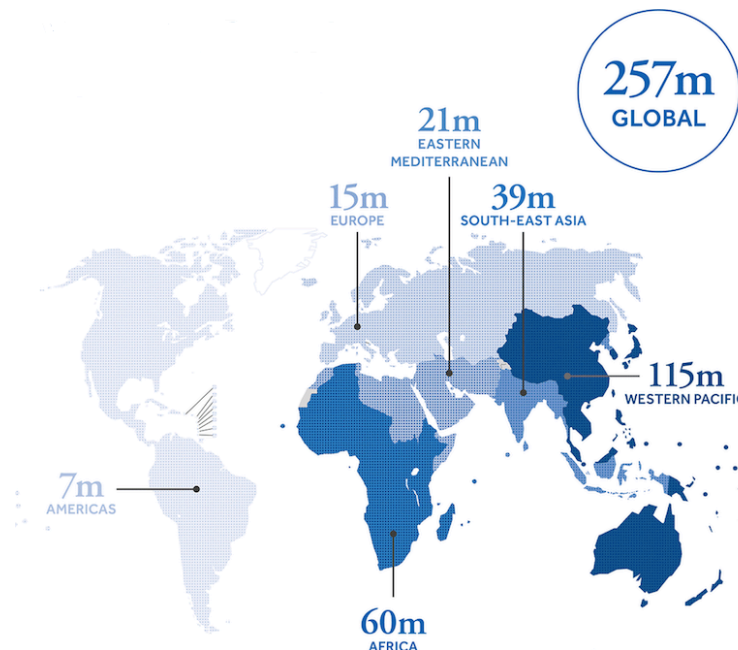 257m
GLOBAL
21m
EASTERN
MEDITERRANEAN
15m
EUROPE
39m
SOUTH-EAST ASIA
115m
WESTERN PACIFIC
7m
AMERICAS
60m
AFRICA